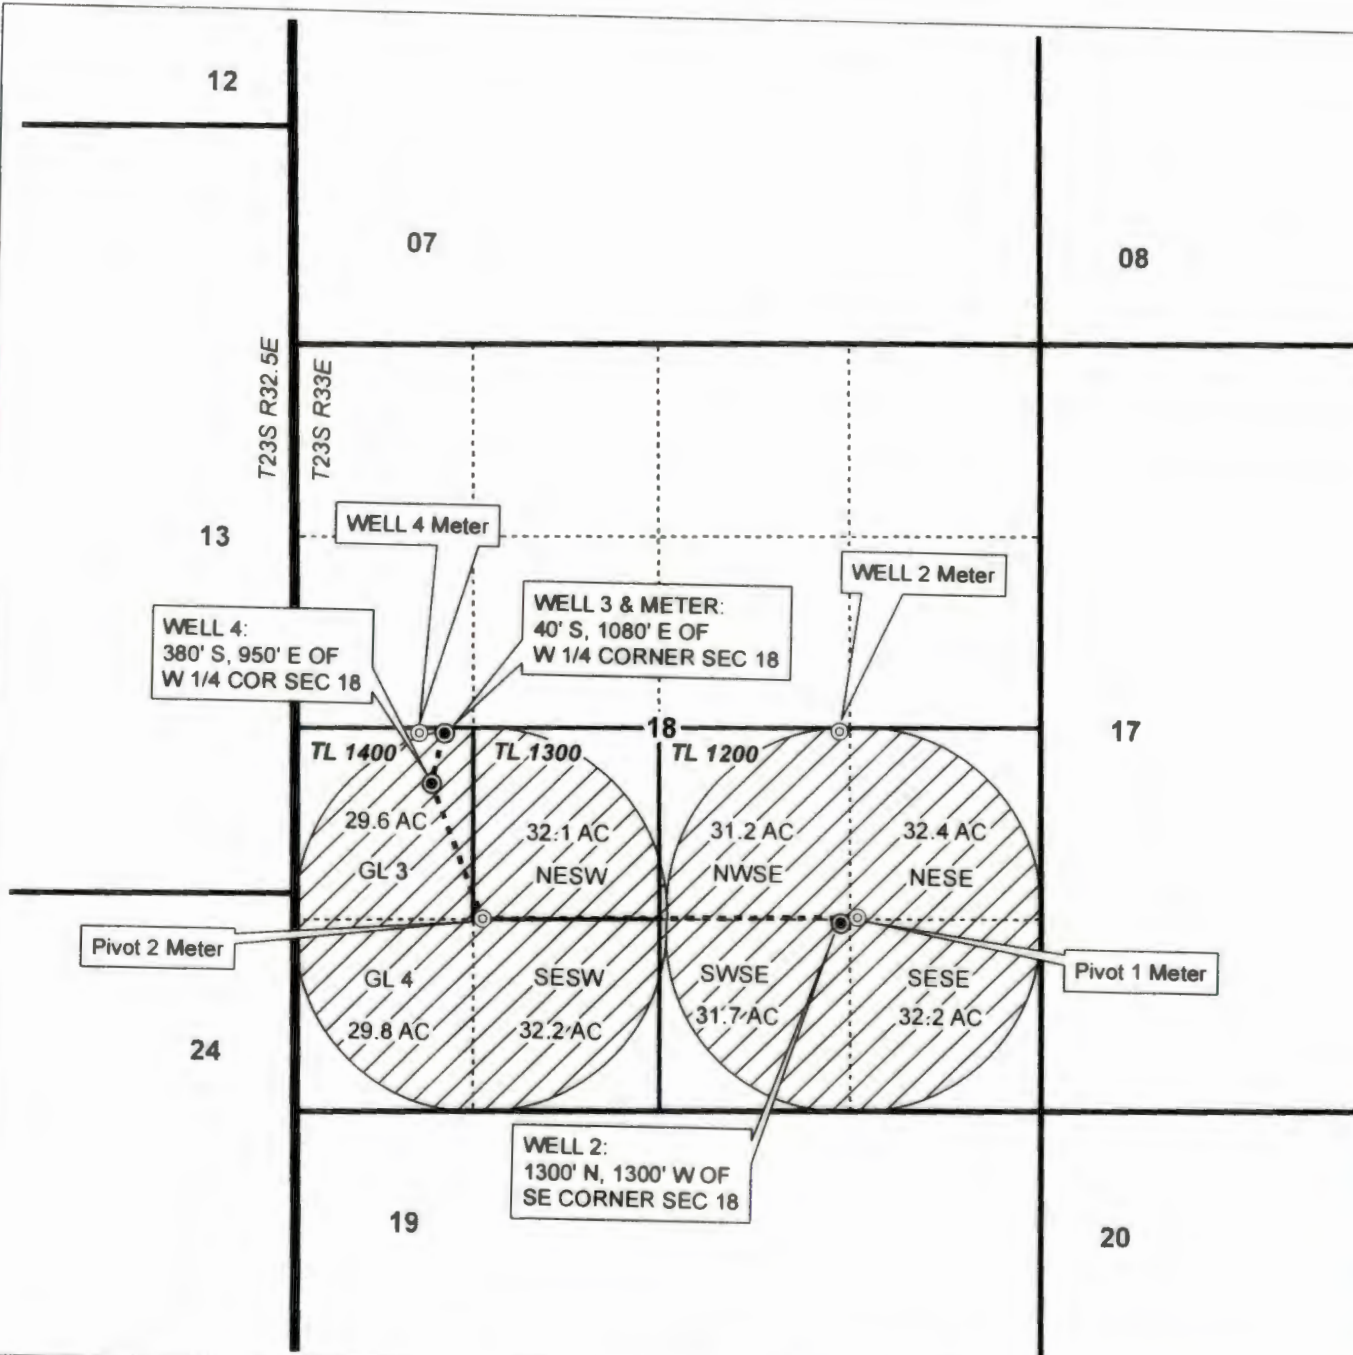 12
07
08
T23S R32.5E
T23S R33E
13
WELL 4 Meter
WELL 2 Meter
WELL 3 & METER:
40' S, 1080' E OF
W 1/4 CORNER SEC 18
WELL 4:
380' S, 950' E OF
W 1/4 COR SEC 18
18
17
TL 1400
TL 1300
TL 1200
29.6 AC
32.1 AC
31.2 AC
32.4 AC
GL 3
NESW
NWSE
NESE
Pivot 2 Meter
Pivot 1 Meter
GL 4
SESW
SWSE
SESE
29.8 AC
32.2 AC
31.7 AC
32.2 AC
24
WELL 2:
1300' N, 1300' W OF
SE CORNER SEC 18
19
20